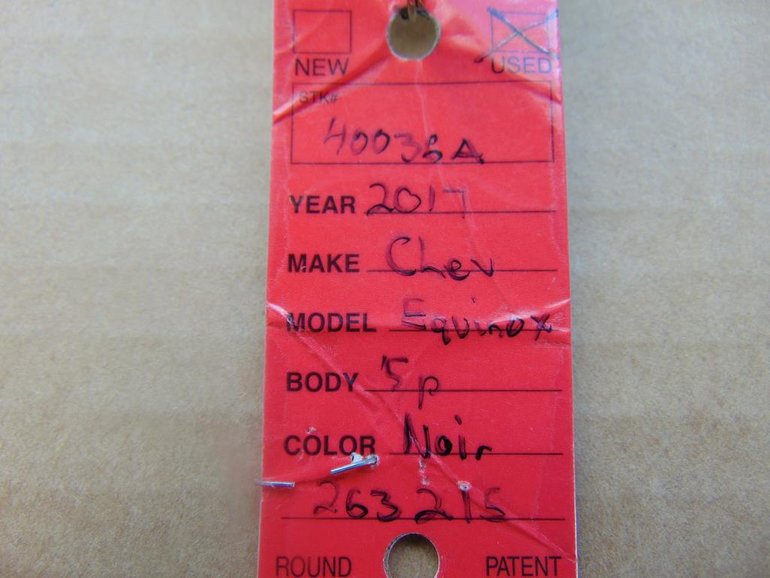 NEW USED
STK#
40036A
YEAR 2017
MAKE Chev
MODEL Equinox
BODY 5p
COLOR Noir
263215
ROUND PATENT